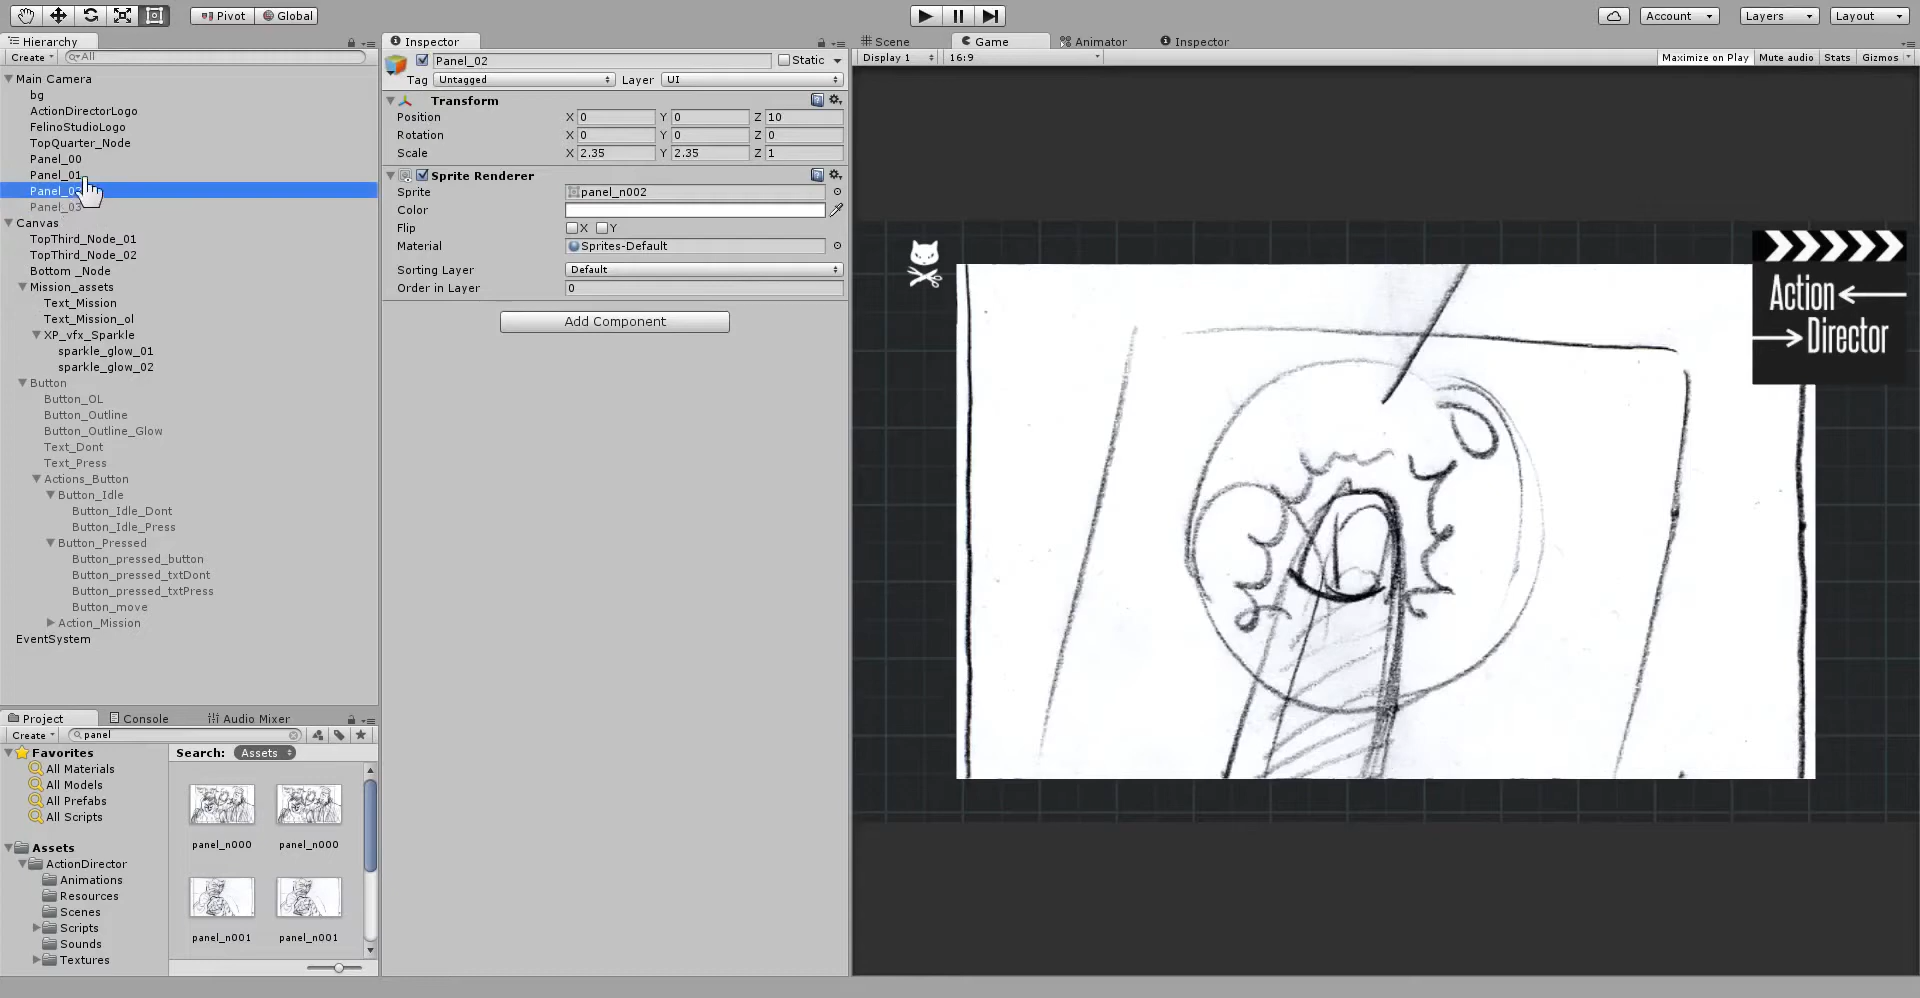 Pivot
Global
Account
Layers
Layout
Hierarchy
Create
All
Main Camera
bg
ActionDirectorLogo
FelinoStudioLogo
TopQuarter_Node
Panel_00
Panel_01
Panel_02
Panel_03
Canvas
TopThird_Node_01
TopThird_Node_02
Bottom _Node
Mission_assets
Text_Mission
Text_Mission_ol
XP_vfx_Sparkle
sparkle_glow_01
sparkle_glow_02
Button
Button_OL
Button_Outline
Button_Outline_Glow
Text_Dont
Text_Press
Actions_Button
Button_Idle
Button_Idle_Dont
Button_Idle_Press
Button_Pressed
Button_pressed_button
Button_pressed_txtDont
Button_pressed_txtPress
Button_move
Action_Mission
EventSystem
Inspector
Panel_02
Static
Tag Untagged Layer UI
Transform
Position X 0 Y 0 Z 10
Rotation X 0 Y 0 Z 0
Scale X 2.35 Y 2.35 Z 1
Sprite Renderer
Sprite panel_n002
Color
Flip X Y
Material Sprites-Default
Sorting Layer Default
Order in Layer 0
Add Component
Scene
Game
Animator
Inspector
Display 1
16:9
Maximize on Play
Mute audio
Stats
Gizmos
Action
Director
Project
Console
Audio Mixer
Create
panel
Favorites
All Materials
All Models
All Prefabs
All Scripts
Assets
ActionDirector
Animations
Resources
Scenes
Scripts
Sounds
Textures
Search: Assets
panel_n000 panel_n000
panel_n001 panel_n001